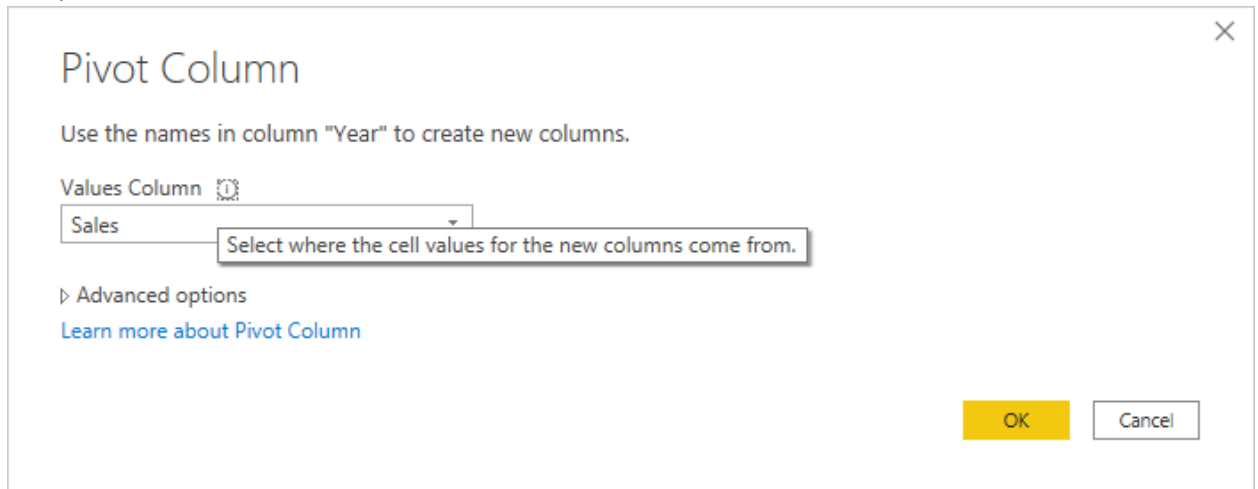 Pivot Column
Use the names in column "Year" to create new columns.
Values Column
Sales
Select where the cell values for the new columns come from.
Advanced options
Learn more about Pivot Column
OK Cancel